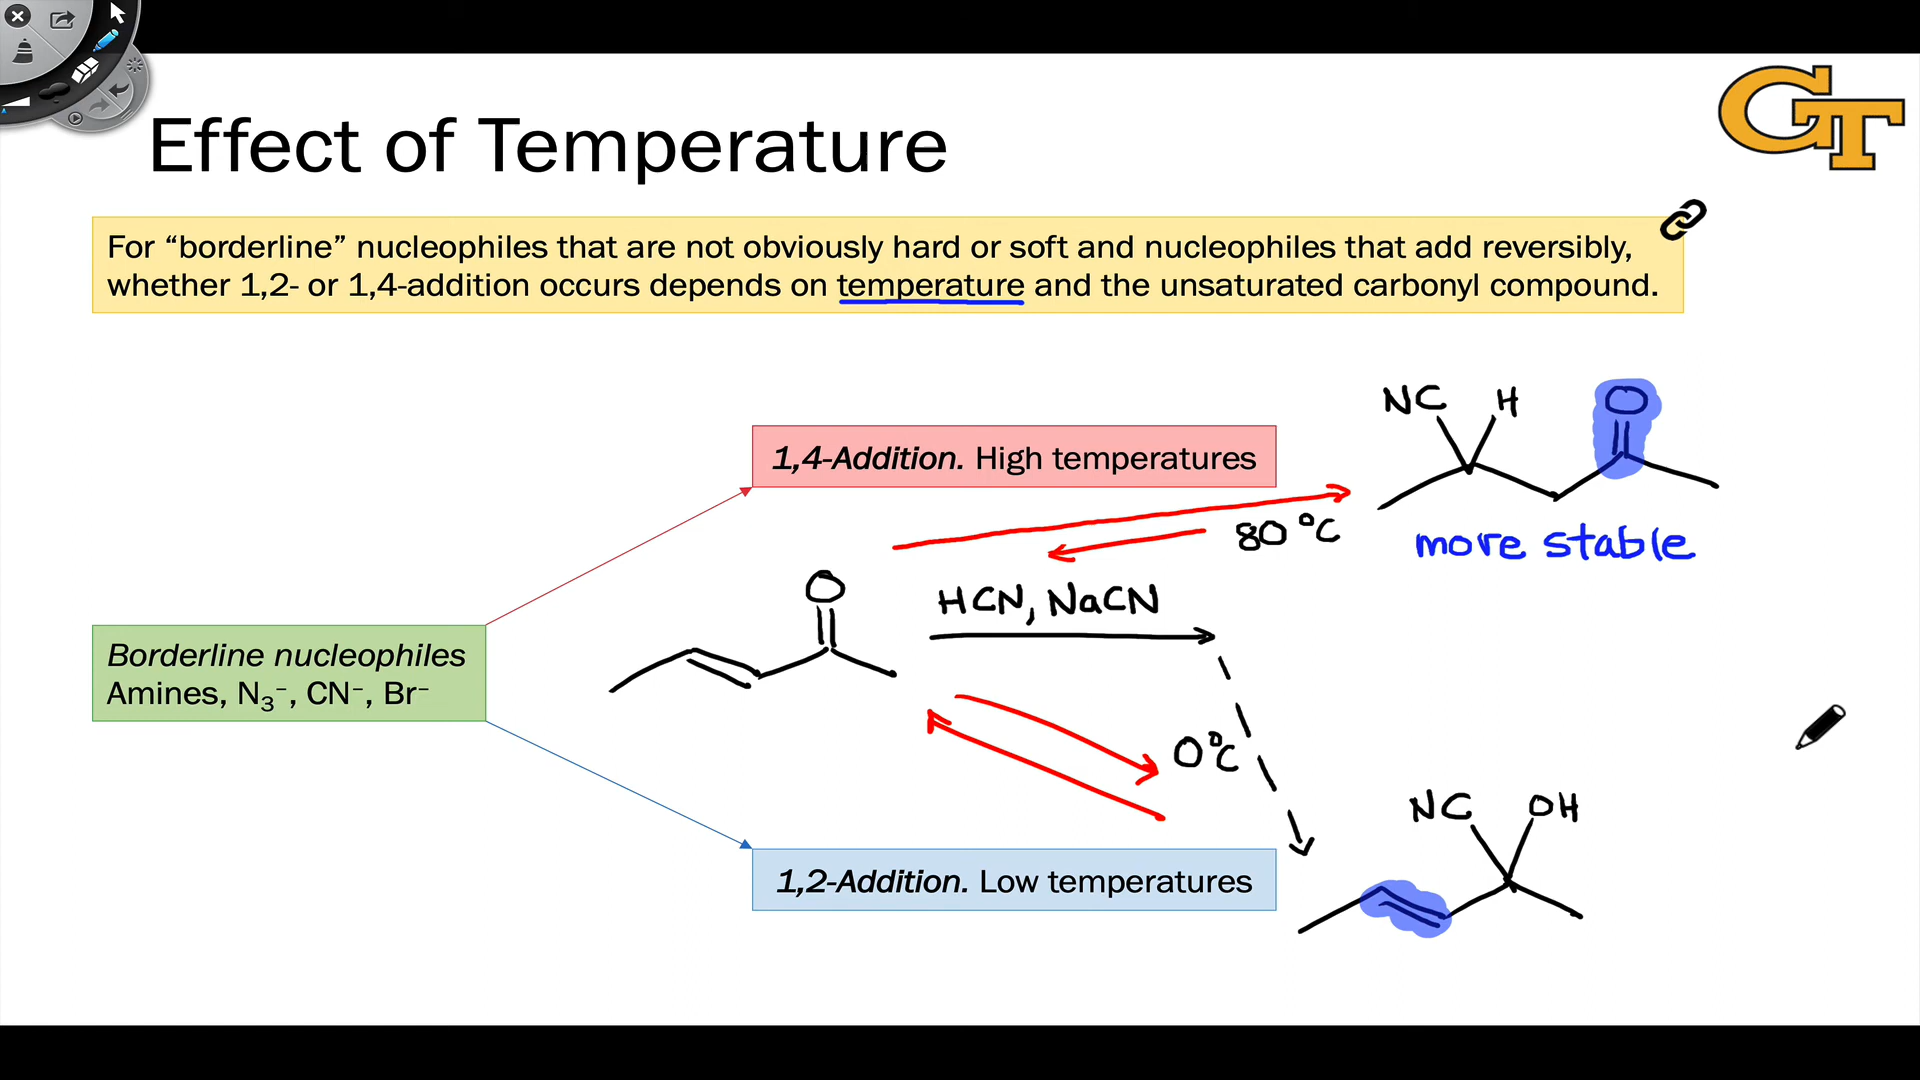 Effect of Temperature
GT
For “borderline” nucleophiles that are not obviously hard or soft and nucleophiles that add reversibly,
whether 1,2- or 1,4-addition occurs depends on temperature and the unsaturated carbonyl compound.
NC H O
1,4-Addition. High temperatures
80 °C
more stable
O
HCN, NaCN
Borderline nucleophiles
Amines, N₃⁻, CN⁻, Br⁻
0°C
NC OH
1,2-Addition. Low temperatures